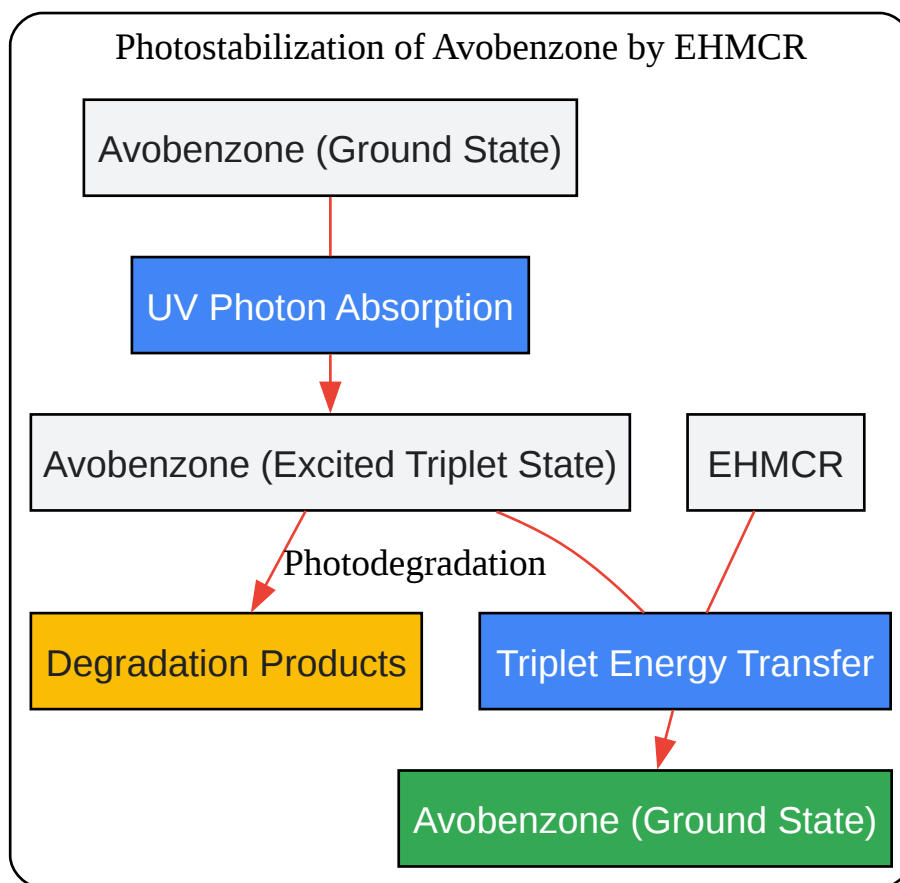 Photostabilization of Avobenzone by EHMCR
Avobenzone (Ground State)
UV Photon Absorption
Avobenzone (Excited Triplet State)
EHMCR
Photodegradation
Degradation Products
Triplet Energy Transfer
Avobenzone (Ground State)